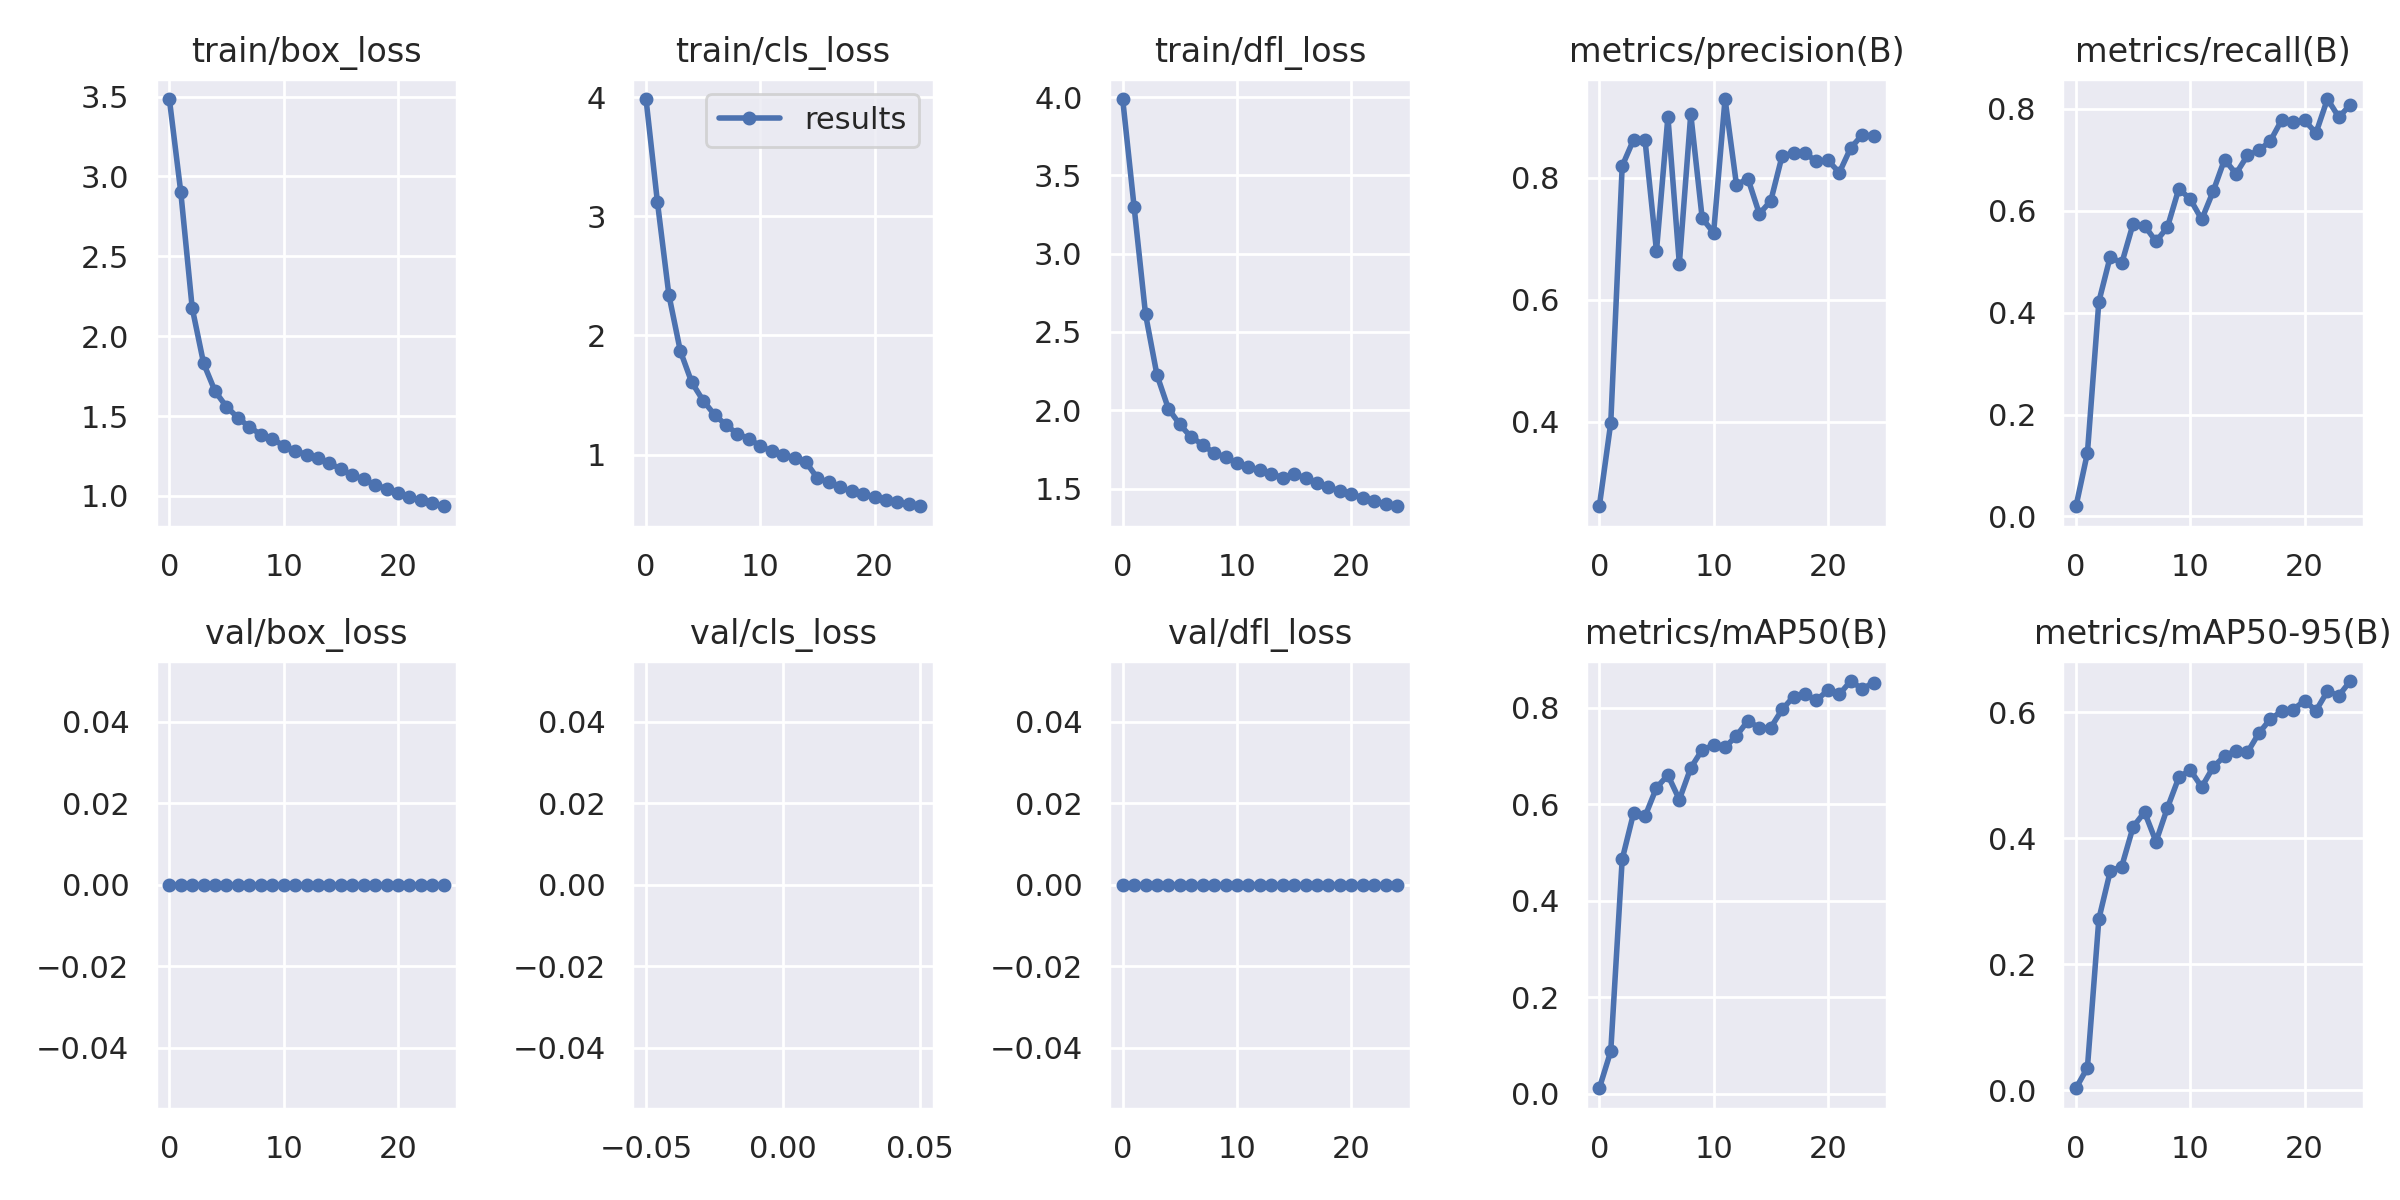 train/box_loss
3.5
3.0
2.5
2.0
1.5
1.0
0 10 20
train/cls_loss
results
4
3
2
1
0 10 20
train/dfl_loss
4.0
3.5
3.0
2.5
2.0
1.5
0 10 20
metrics/precision(B)
0.8
0.6
0.4
0 10 20
metrics/recall(B)
0.8
0.6
0.4
0.2
0.0
0 10 20
val/box_loss
0.04
0.02
0.00
−0.02
−0.04
0 10 20
val/cls_loss
0.04
0.02
0.00
−0.02
−0.04
−0.05 0.00 0.05
val/dfl_loss
0.04
0.02
0.00
−0.02
−0.04
0 10 20
metrics/mAP50(B)
0.8
0.6
0.4
0.2
0.0
0 10 20
metrics/mAP50-95(B)
0.6
0.4
0.2
0.0
0 10 20